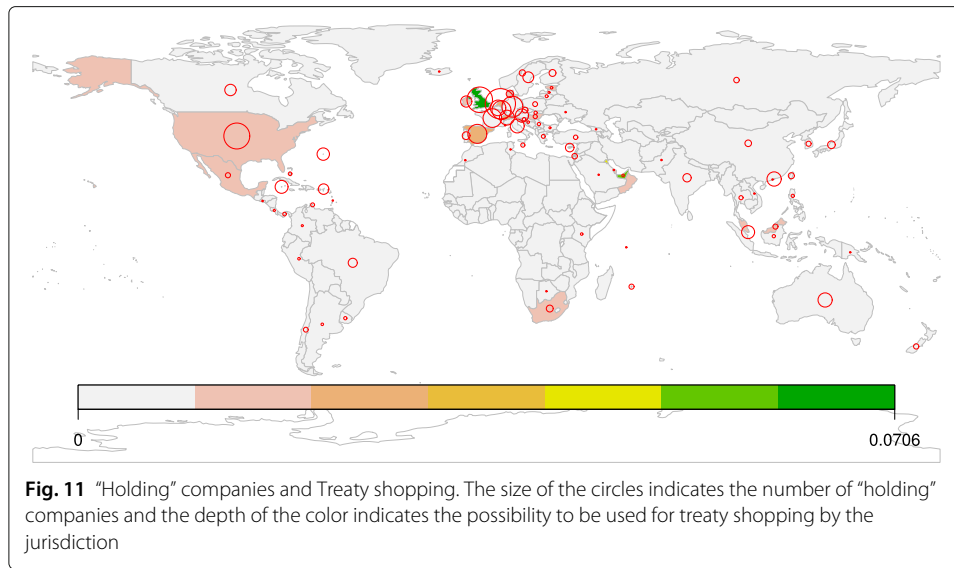 0
0.0706
Fig. 11 “Holding” companies and Treaty shopping. The size of the circles indicates the number of “holding”
companies and the depth of the color indicates the possibility to be used for treaty shopping by the
jurisdiction